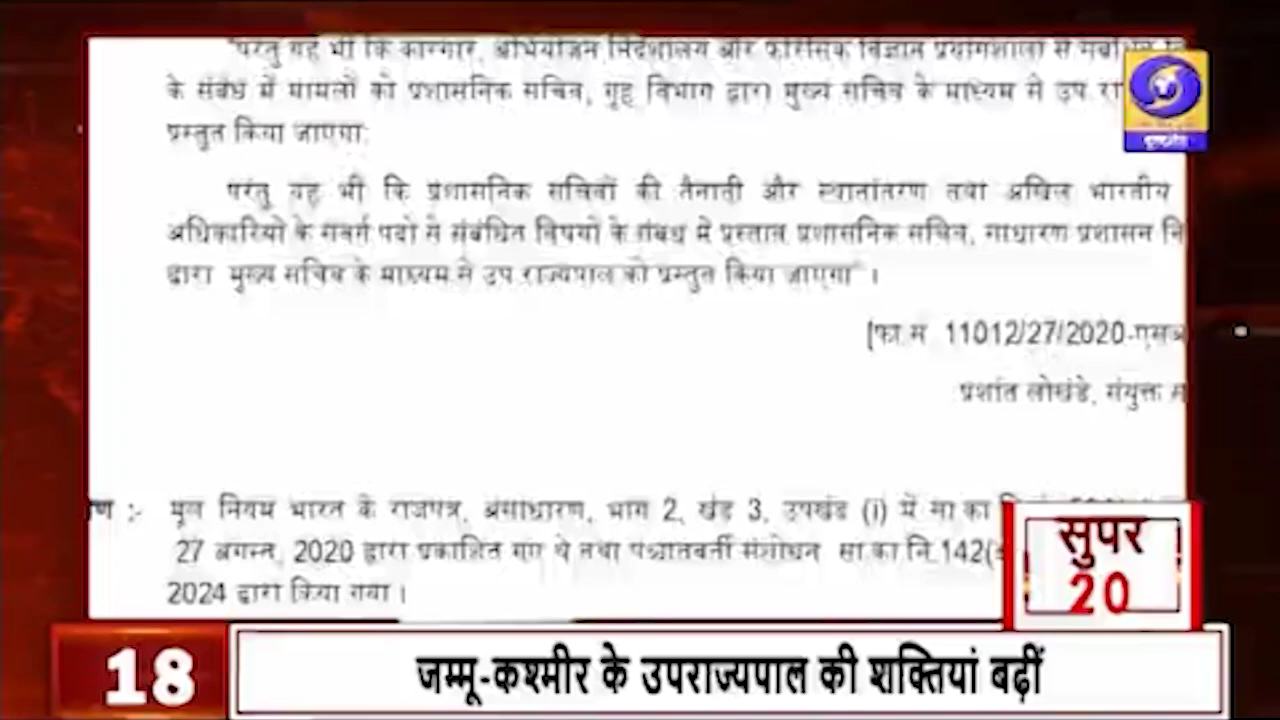 परंतु यह भी कि कारागार, अभियोजन निदेशालय और फोरेंसिक विज्ञान प्रयोगशाला से संबंधित
के संबंध में मामलों को प्रशासनिक सचिव, गृह विभाग द्वारा मुख्य सचिव के माध्यम से उप
प्रस्तुत किया जाएगा:
परंतु यह भी कि प्रशासनिक सचिवों की तैनाती और स्थानांतरण तथा अखिल भारतीय
अधिकारियों के संवर्ग पदों से संबंधित विषयों के संबंध में प्रस्ताव प्रशासनिक सचिव, साधारण प्रशासन
द्वारा मुख्य सचिव के माध्यम से उप राज्यपाल को प्रस्तुत किया जाएगा" ।
[फा सं 11012/27/2020-
प्रशांत लोखंडे, संयुक्त
मूल नियम भारत के राजपत्र, असाधारण, भाग 2, खंड 3, उपखंड (i) में सा का
27 अगस्त, 2020 द्वारा प्रकाशित गए थे तथा पश्चातवर्ती संशोधन सा का नि 142(
2024 द्वारा किया गया ।
सुपर
20
18
जम्मू-कश्मीर के उपराज्यपाल की शक्तियां बढ़ीं